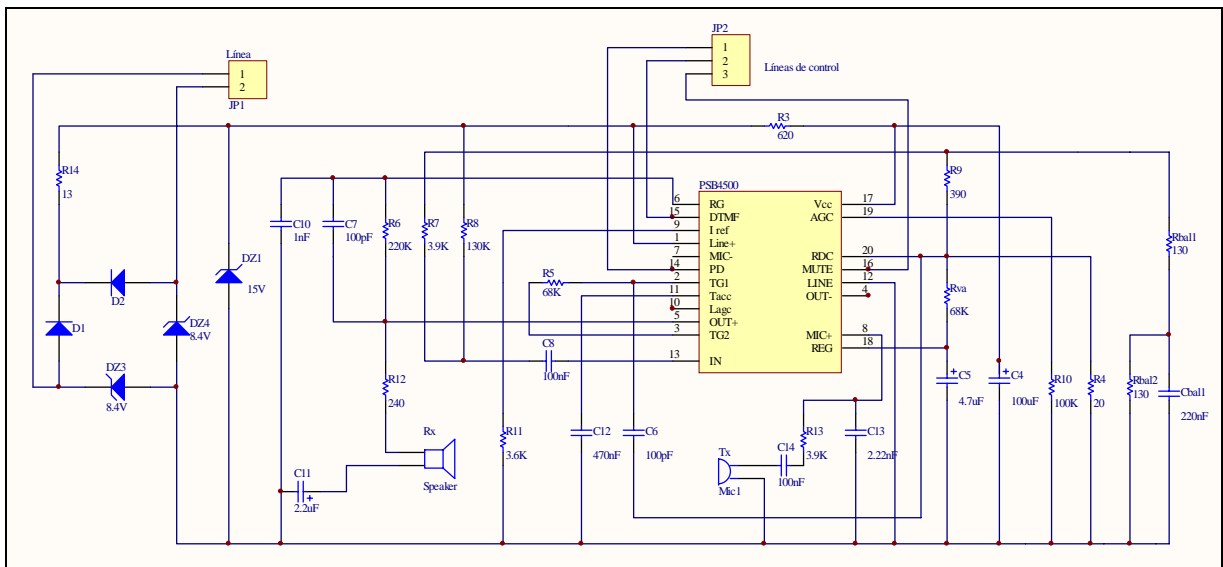 Línea
1
2
JP1
JP2
1
2
3
Líneas de control
R3
620
R14
13
R9
390
PSB4500
6
RG
15
DTMF
9
I ref
1
Line+
7
MIC-
14
PD
2
TG1
11
Tacc
10
Lagc
5
OUT+
3
TG2
13
IN
Vcc
17
AGC
19
RDC
20
MUTE
16
LINE
12
OUT-
4
MIC+
8
REG
18
C10
1nF
C7
100pF
R6
220K
R7
3.9K
R8
130K
Rbal1
130
DZ1
15V
D2
R5
68K
Rva
68K
D1
DZ4
8.4V
C8
100nF
DZ3
8.4V
R12
240
C5
4.7uF
C4
100uF
R10
100K
R4
20
Rbal2
130
Cbal1
220nF
R11
3.6K
C12
470nF
C6
100pF
R13
3.9K
C13
2.22nF
Rx
Speaker
Tx
Mic1
C14
100nF
C11
2.2uF